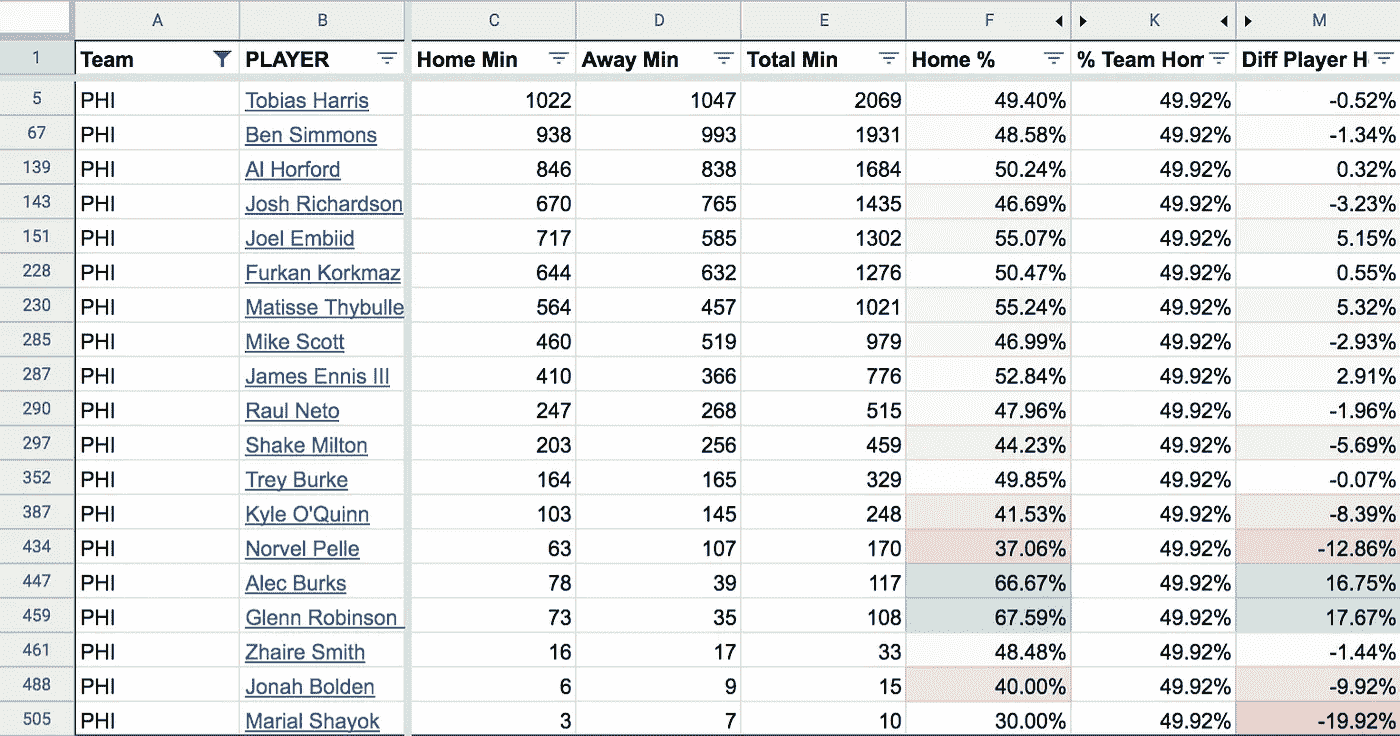 A B C D E F K M
1 Team PLAYER Home Min Away Min Total Min Home % % Team Hom Diff Player H
5 PHI Tobias Harris 1022 1047 2069 49.40% 49.92% -0.52%
67 PHI Ben Simmons 938 993 1931 48.58% 49.92% -1.34%
139 PHI Al Horford 846 838 1684 50.24% 49.92% 0.32%
143 PHI Josh Richardson 670 765 1435 46.69% 49.92% -3.23%
151 PHI Joel Embiid 717 585 1302 55.07% 49.92% 5.15%
228 PHI Furkan Korkmaz 644 632 1276 50.47% 49.92% 0.55%
230 PHI Matisse Thybulle 564 457 1021 55.24% 49.92% 5.32%
285 PHI Mike Scott 460 519 979 46.99% 49.92% -2.93%
287 PHI James Ennis III 410 366 776 52.84% 49.92% 2.91%
290 PHI Raul Neto 247 268 515 47.96% 49.92% -1.96%
297 PHI Shake Milton 203 256 459 44.23% 49.92% -5.69%
352 PHI Trey Burke 164 165 329 49.85% 49.92% -0.07%
387 PHI Kyle O'Quinn 103 145 248 41.53% 49.92% -8.39%
434 PHI Norvel Pelle 63 107 170 37.06% 49.92% -12.86%
447 PHI Alec Burks 78 39 117 66.67% 49.92% 16.75%
459 PHI Glenn Robinson 73 35 108 67.59% 49.92% 17.67%
461 PHI Zhaire Smith 16 17 33 48.48% 49.92% -1.44%
488 PHI Jonah Bolden 6 9 15 40.00% 49.92% -9.92%
505 PHI Marial Shayok 3 7 10 30.00% 49.92% -19.92%